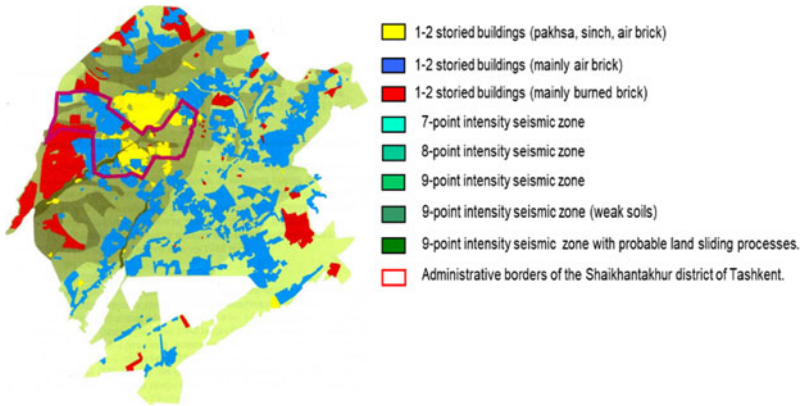 1-2 storied buildings (pakhsa, sinch, air brick)
1-2 storied buildings (mainly air brick)
1-2 storied buildings (mainly burned brick)
7-point intensity seismic zone
8-point intensity seismic zone
9-point intensity seismic zone
9-point intensity seismic zone (weak soils)
9-point intensity seismic zone with probable land sliding processes.
Administrative borders of the Shaikhantakhur district of Tashkent.